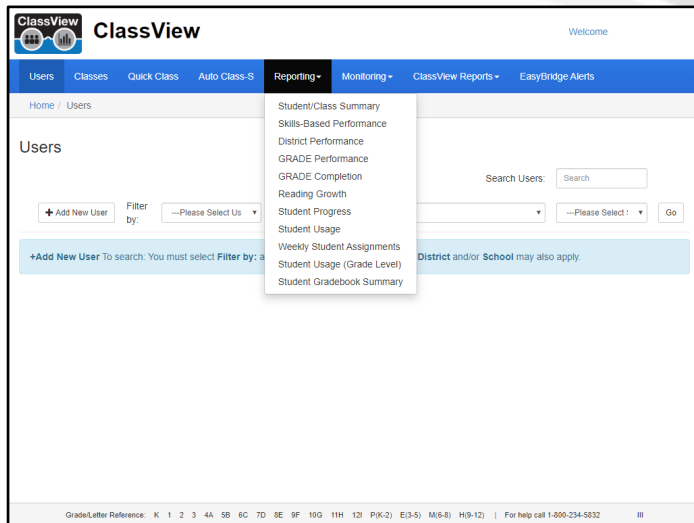 ClassView
ClassView
Welcome
Users Classes Quick Class Auto Class-S Reporting Monitoring ClassView Reports EasyBridge Alerts
Home / Users
Student/Class Summary
Skills-Based Performance
District Performance
GRADE Performance
GRADE Completion
Reading Growth
Student Progress
Student Usage
Weekly Student Assignments
Student Usage (Grade Level)
Student Gradebook Summary
Users
Search Users: Search
+ Add New User Filter by: ---Please Select Us ---Please Select Go
+Add New User To search: You must select Filter by: a District and/or School may also apply.
Grade/Letter Reference: K 1 2 3 4A 5B 6C 7D 8E 9F 10G 11H 12I P(K-2) E(3-5) M(6-8) H(9-12) | For help call 1-800-234-5832 III